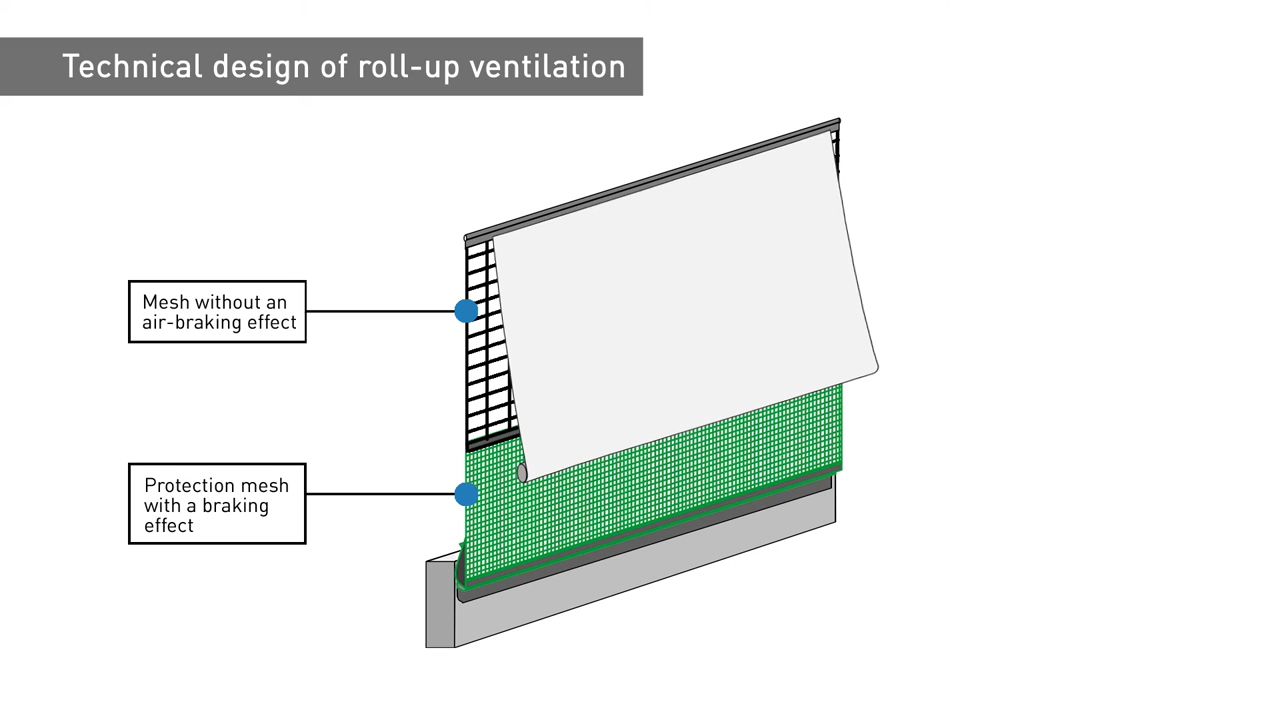 Technical design of roll-up ventilation
Mesh without an
air-braking effect
Protection mesh
with a braking
effect